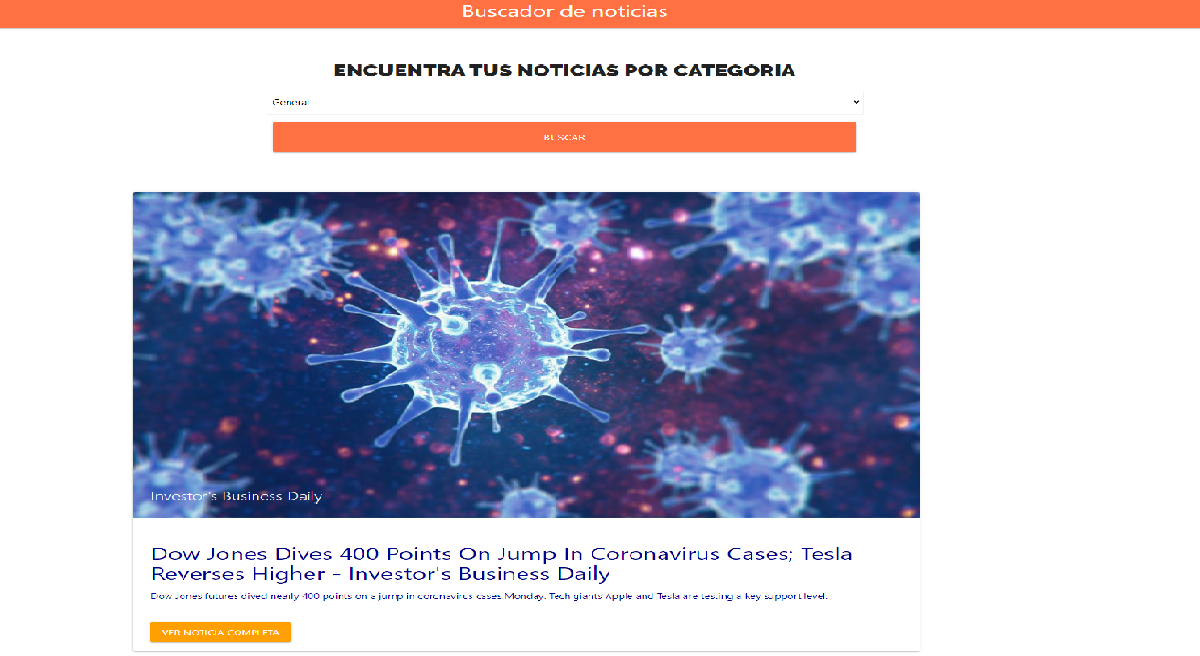 Buscador de noticias
ENCUENTRA TUS NOTICIAS POR CATEGORIA
General
BUSCAR
Investor's Business Daily
Dow Jones Dives 400 Points On Jump In Coronavirus Cases; Tesla
Reverses Higher - Investor's Business Daily
Dow Jones futures dived nearly 400 points on a jump in coronavirus cases Monday. Tech giants Apple and Tesla are testing a key support level.
VER NOTICIA COMPLETA